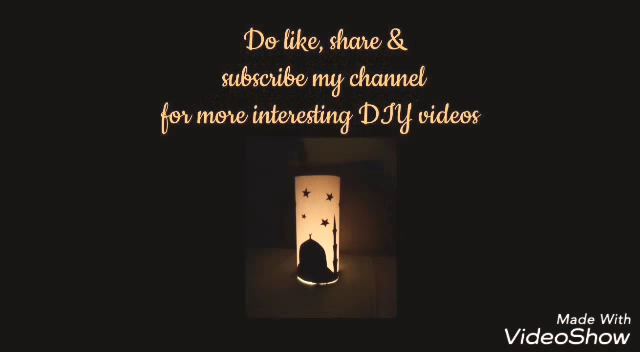 Do like, share &
subscribe my channel
for more interesting DIY videos
Made With
VideoShow